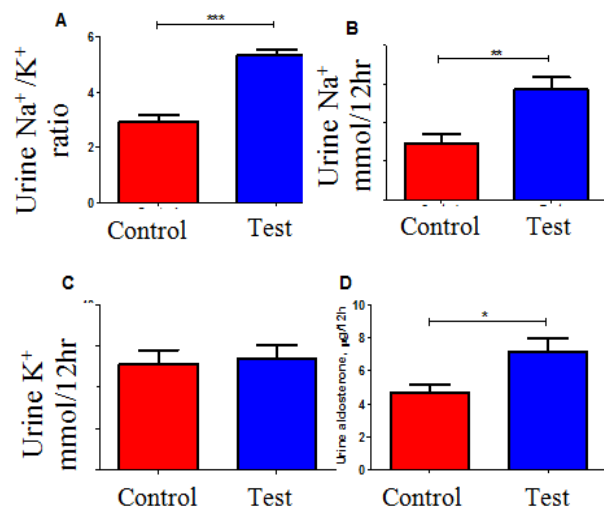 A
***
Urine Na⁺ /K⁺
ratio
6
4
2
0
Control
Test
B
**
Urine Na⁺
mmol/12hr
Control
Test
C
Urine K⁺
mmol/12hr
Control
Test
D
*
Urine aldosterone, µg/12h
10
8
6
4
2
0
Control
Test